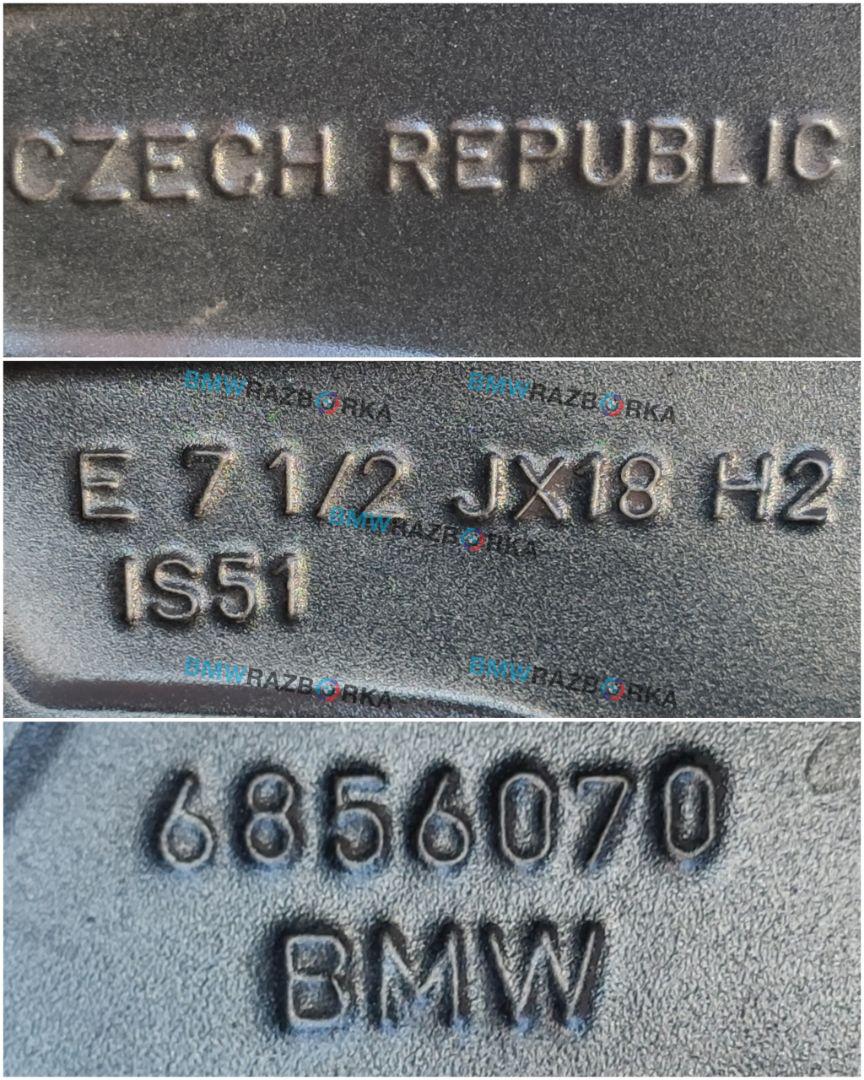 CZECH REPUBLIC
BMWRAZBORKA BMWRAZBORKA
E 7 1/2 JX18 H2
BMWRAZBORKA
IS51
BMWRAZBORKA BMWRAZBORKA
6856070
BMW